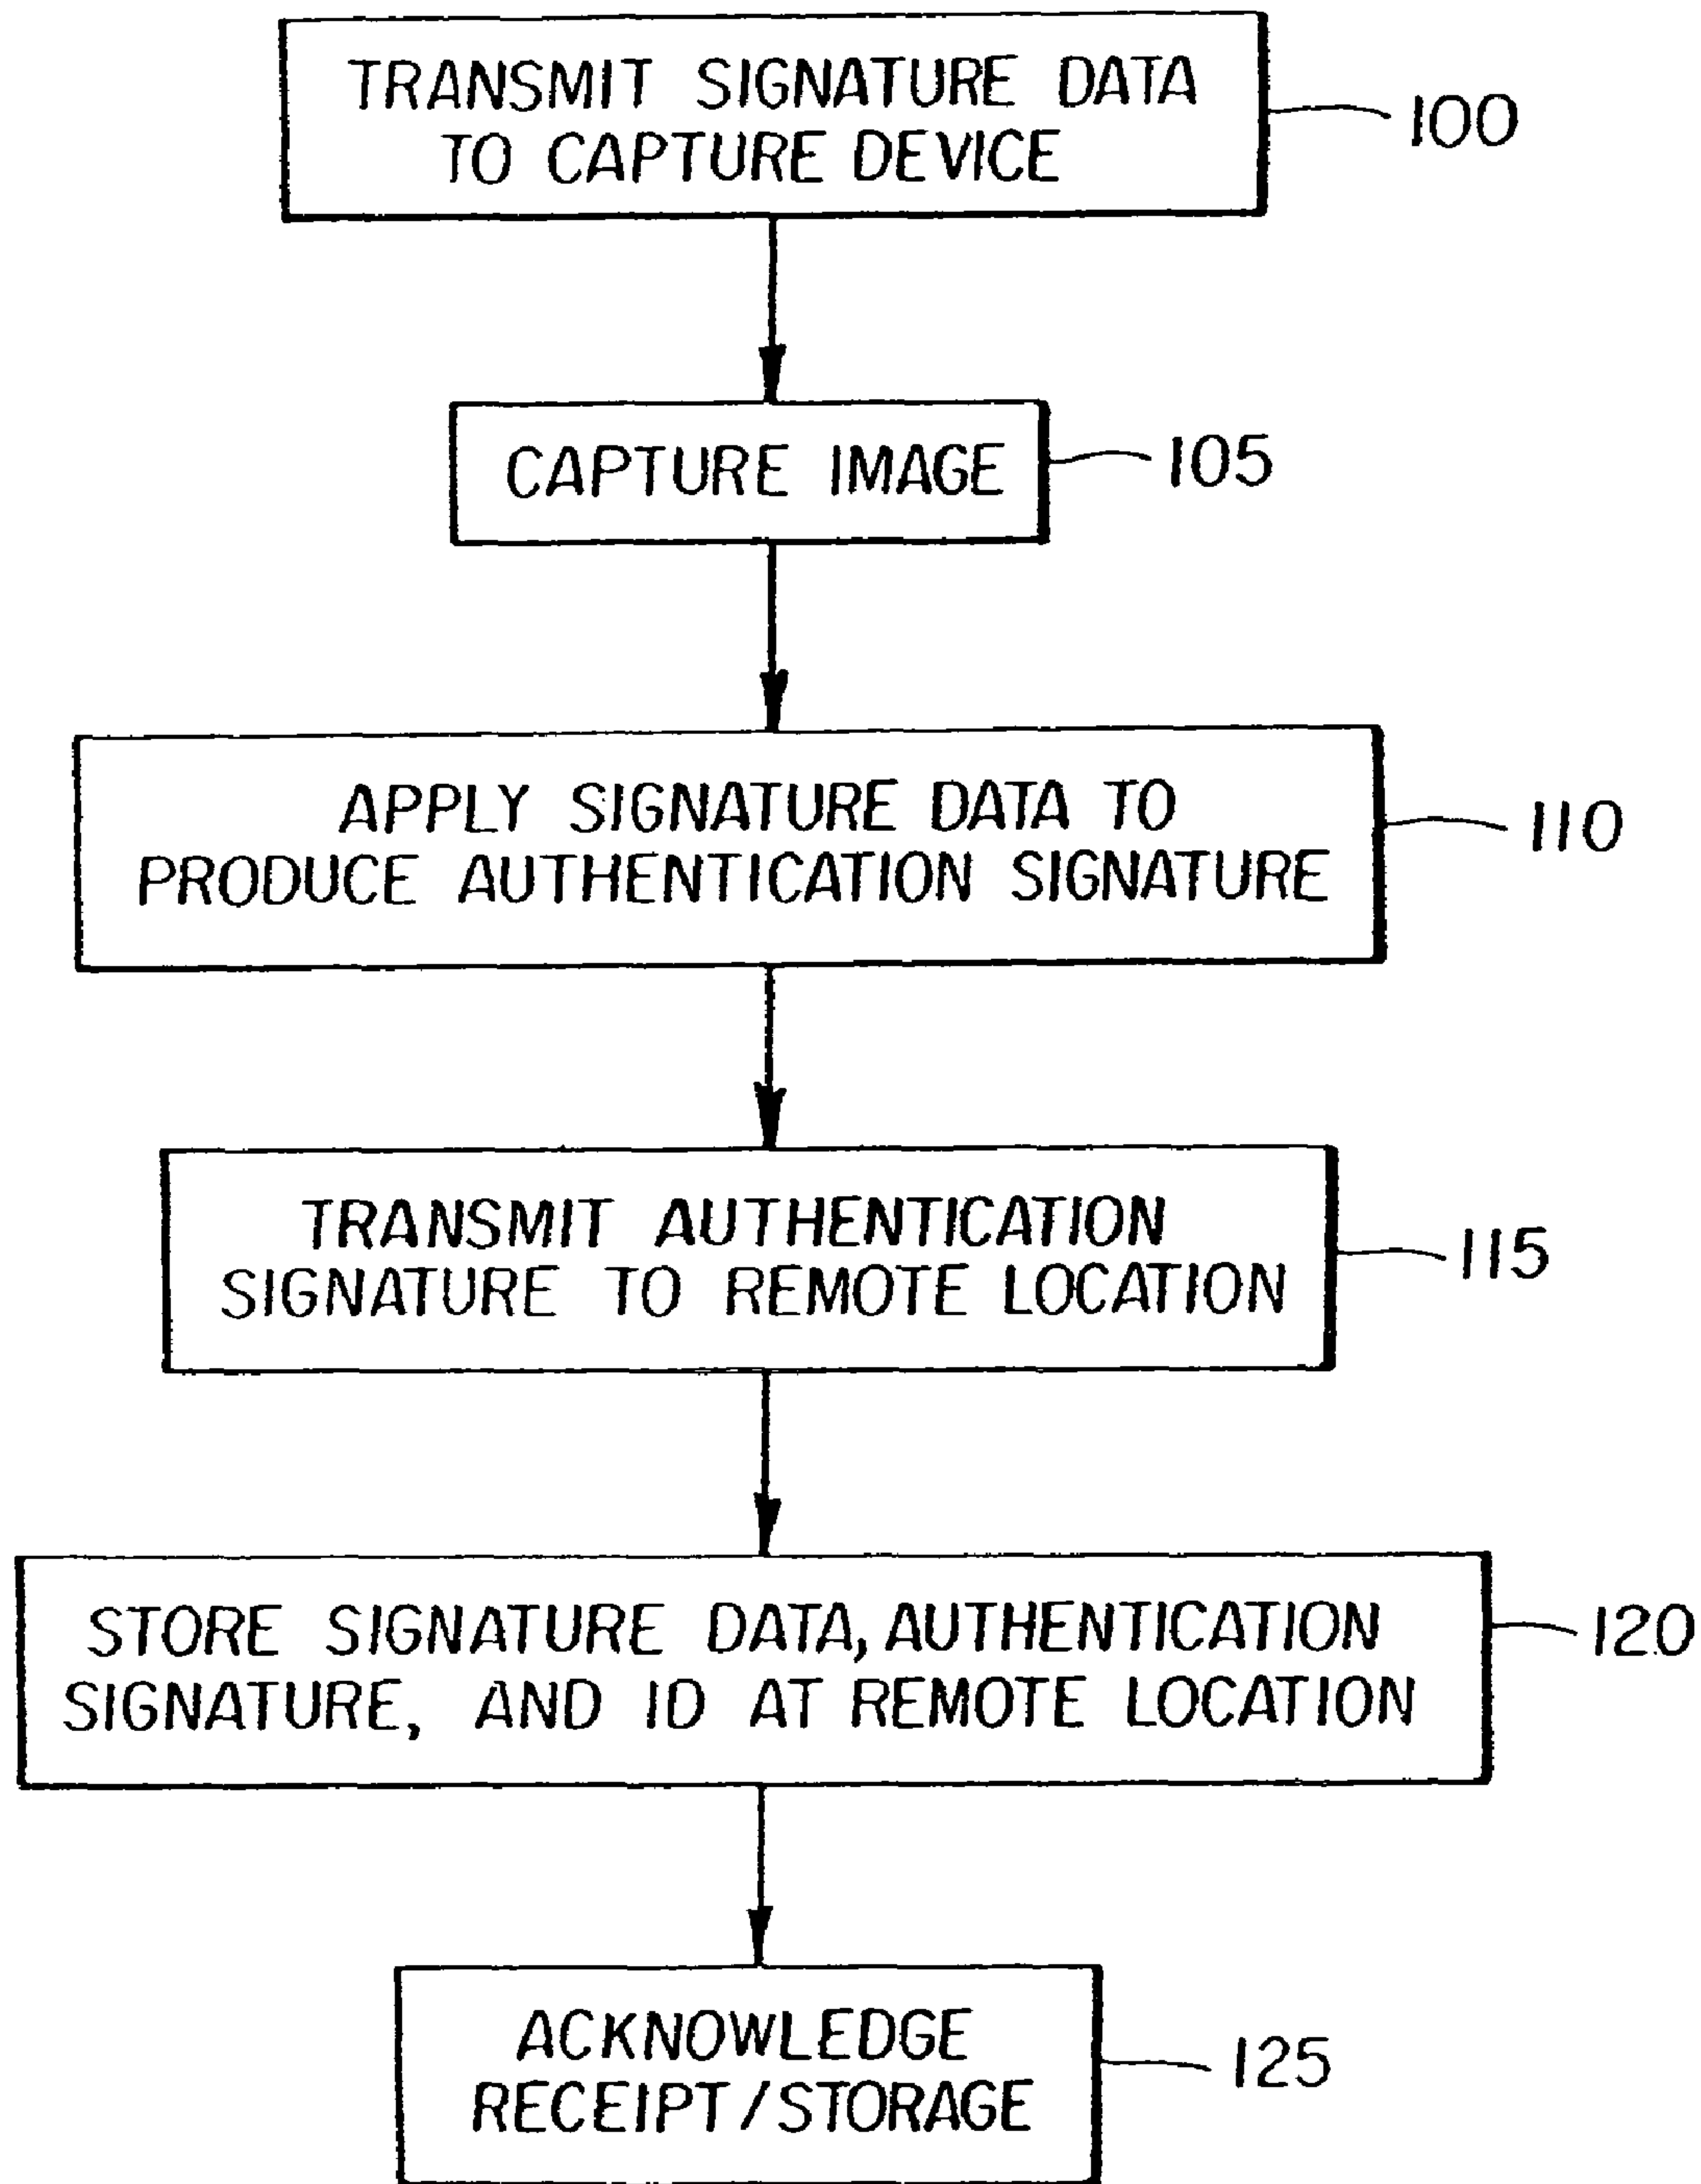 TRANSMIT SIGNATURE DATA
TO CAPTURE DEVICE
100
CAPTURE IMAGE
105
APPLY SIGNATURE DATA TO
PRODUCE AUTHENTICATION SIGNATURE
110
TRANSMIT AUTHENTICATION
SIGNATURE TO REMOTE LOCATION
115
STORE SIGNATURE DATA, AUTHENTICATION
SIGNATURE, AND ID AT REMOTE LOCATION
120
ACKNOWLEDGE
RECEIPT/STORAGE
125